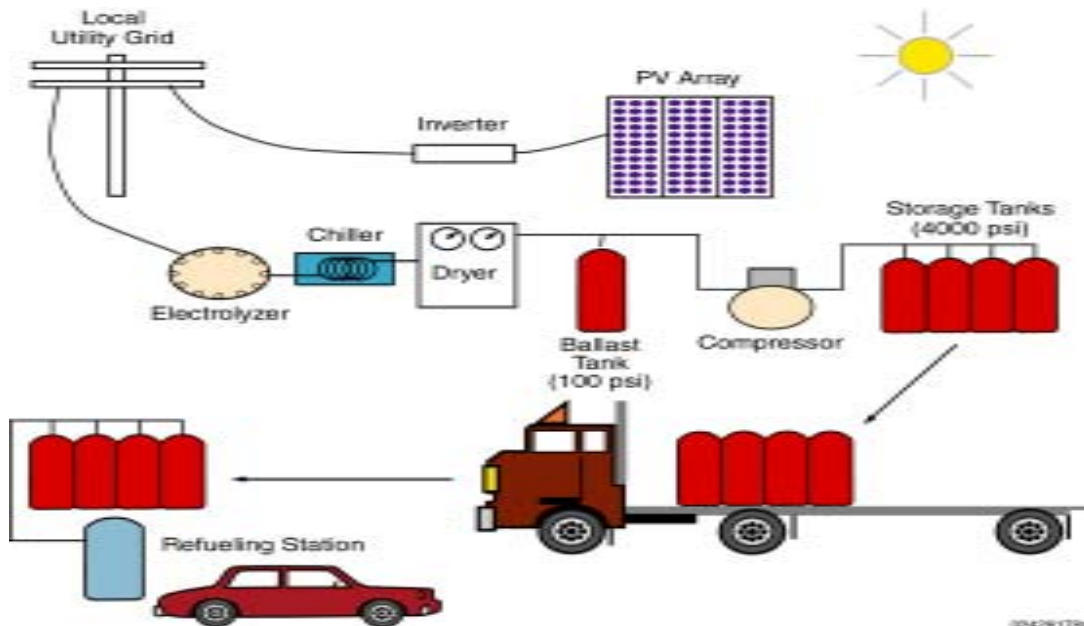 Local
Utility Grid
PV Array
Inverter
Storage Tanks
(4000 psi)
Chiller
Dryer
Electrolyzer
Ballast
Tank
(100 psi)
Compressor
Refueling Station